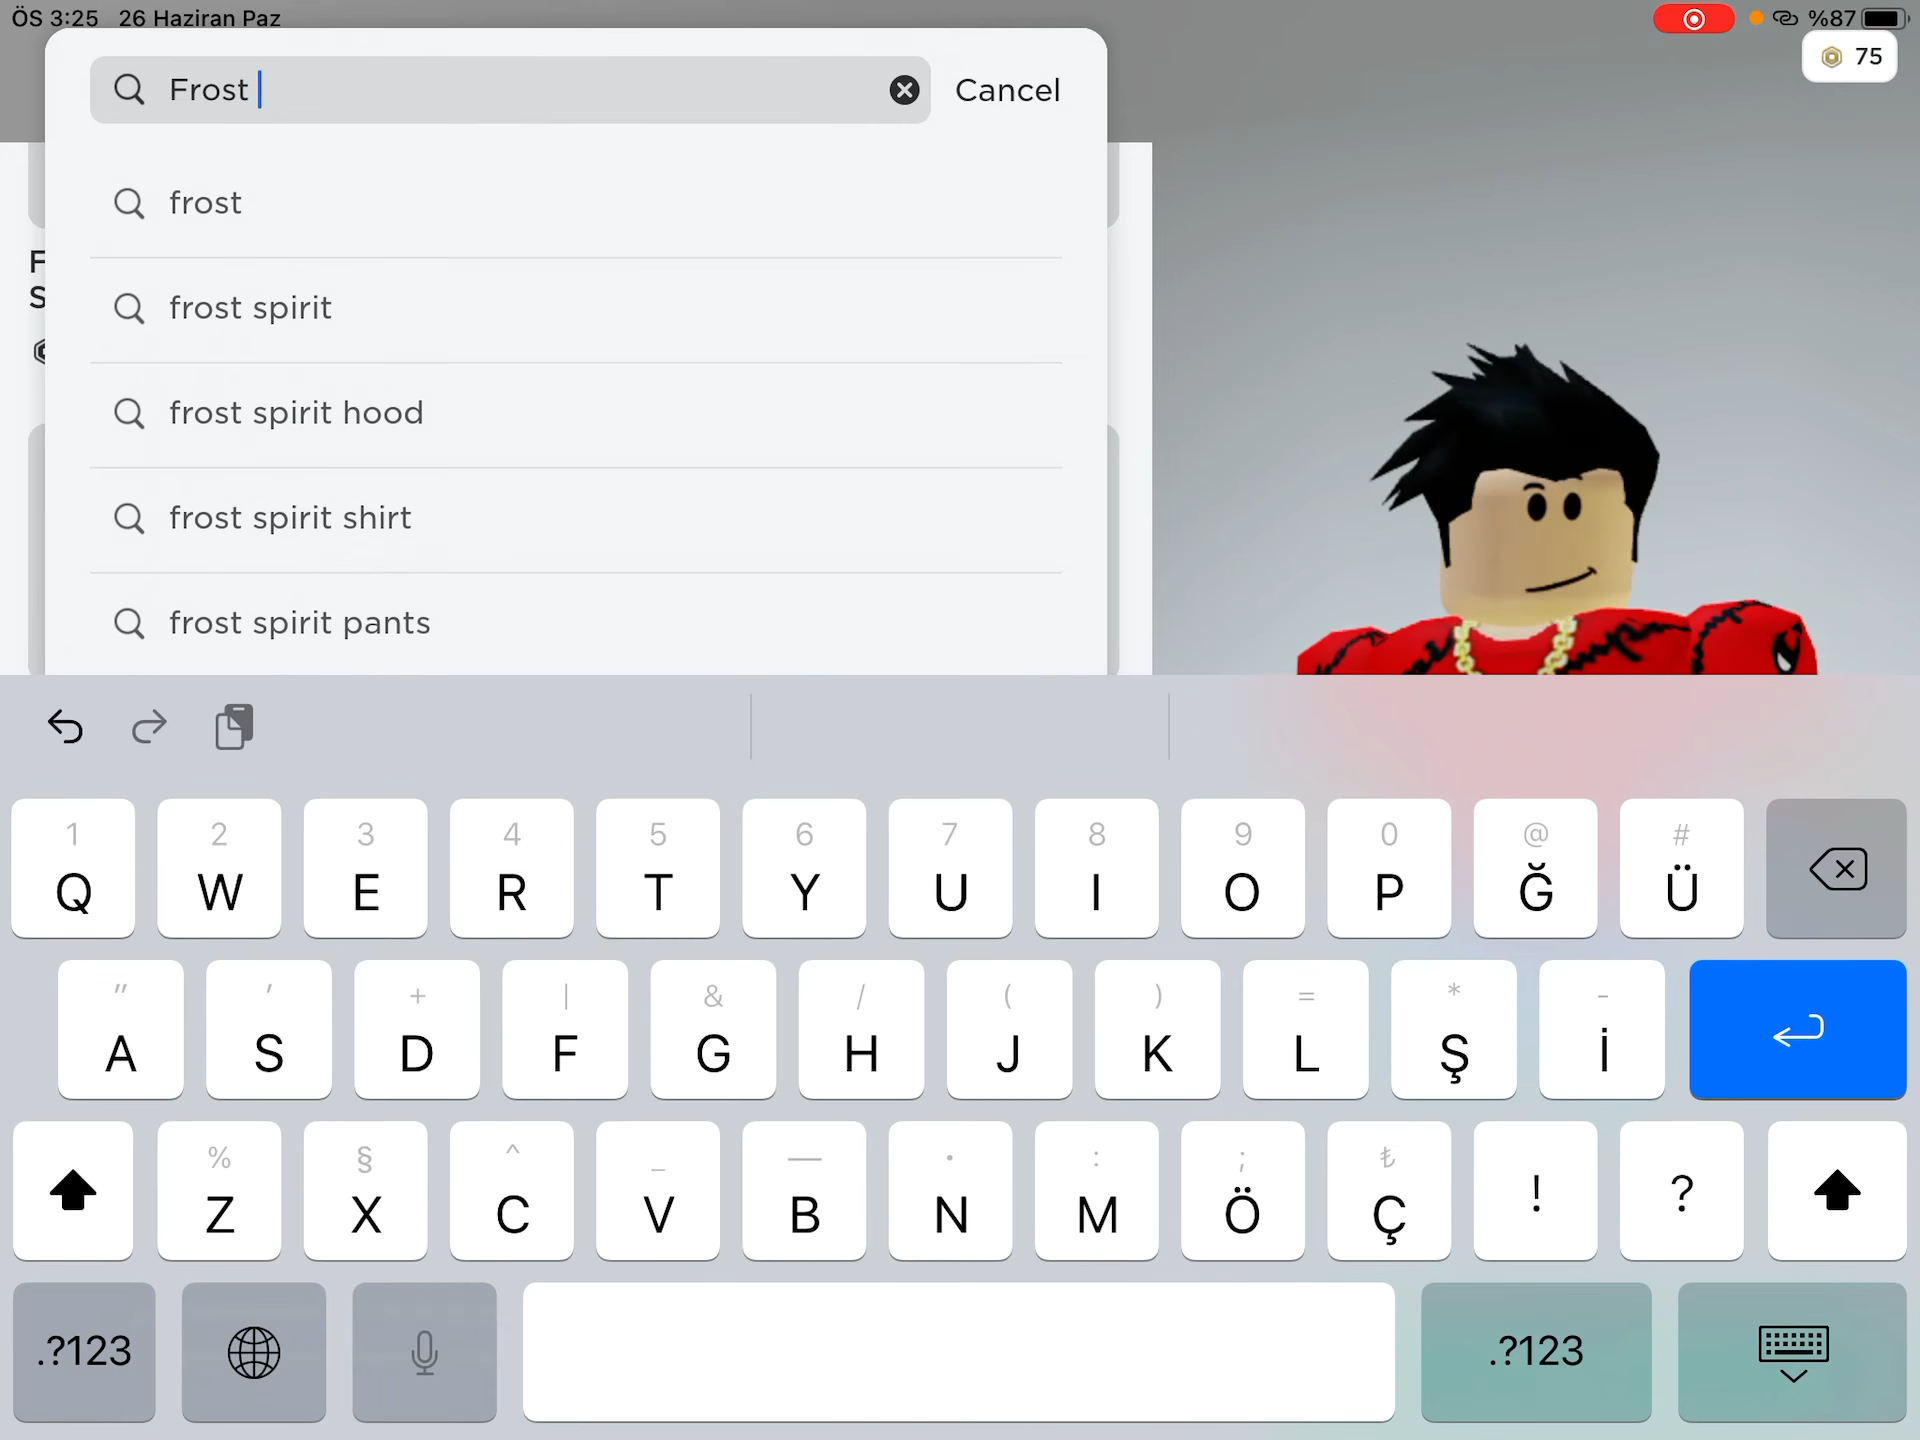 ÖS 3:25 26 Haziran Paz
%87
75
Frost
Cancel
frost
frost spirit
frost spirit hood
frost spirit shirt
frost spirit pants
F
S
1 2 3 4 5 6 7 8 9 0 @ #
Q W E R T Y U I O P Ğ Ü
" ' + | & / ( ) = * -
A S D F G H J K L Ş İ
% § ^ _ — · : ; ₺
Z X C V B N M Ö Ç ! ?
.?123 .?123